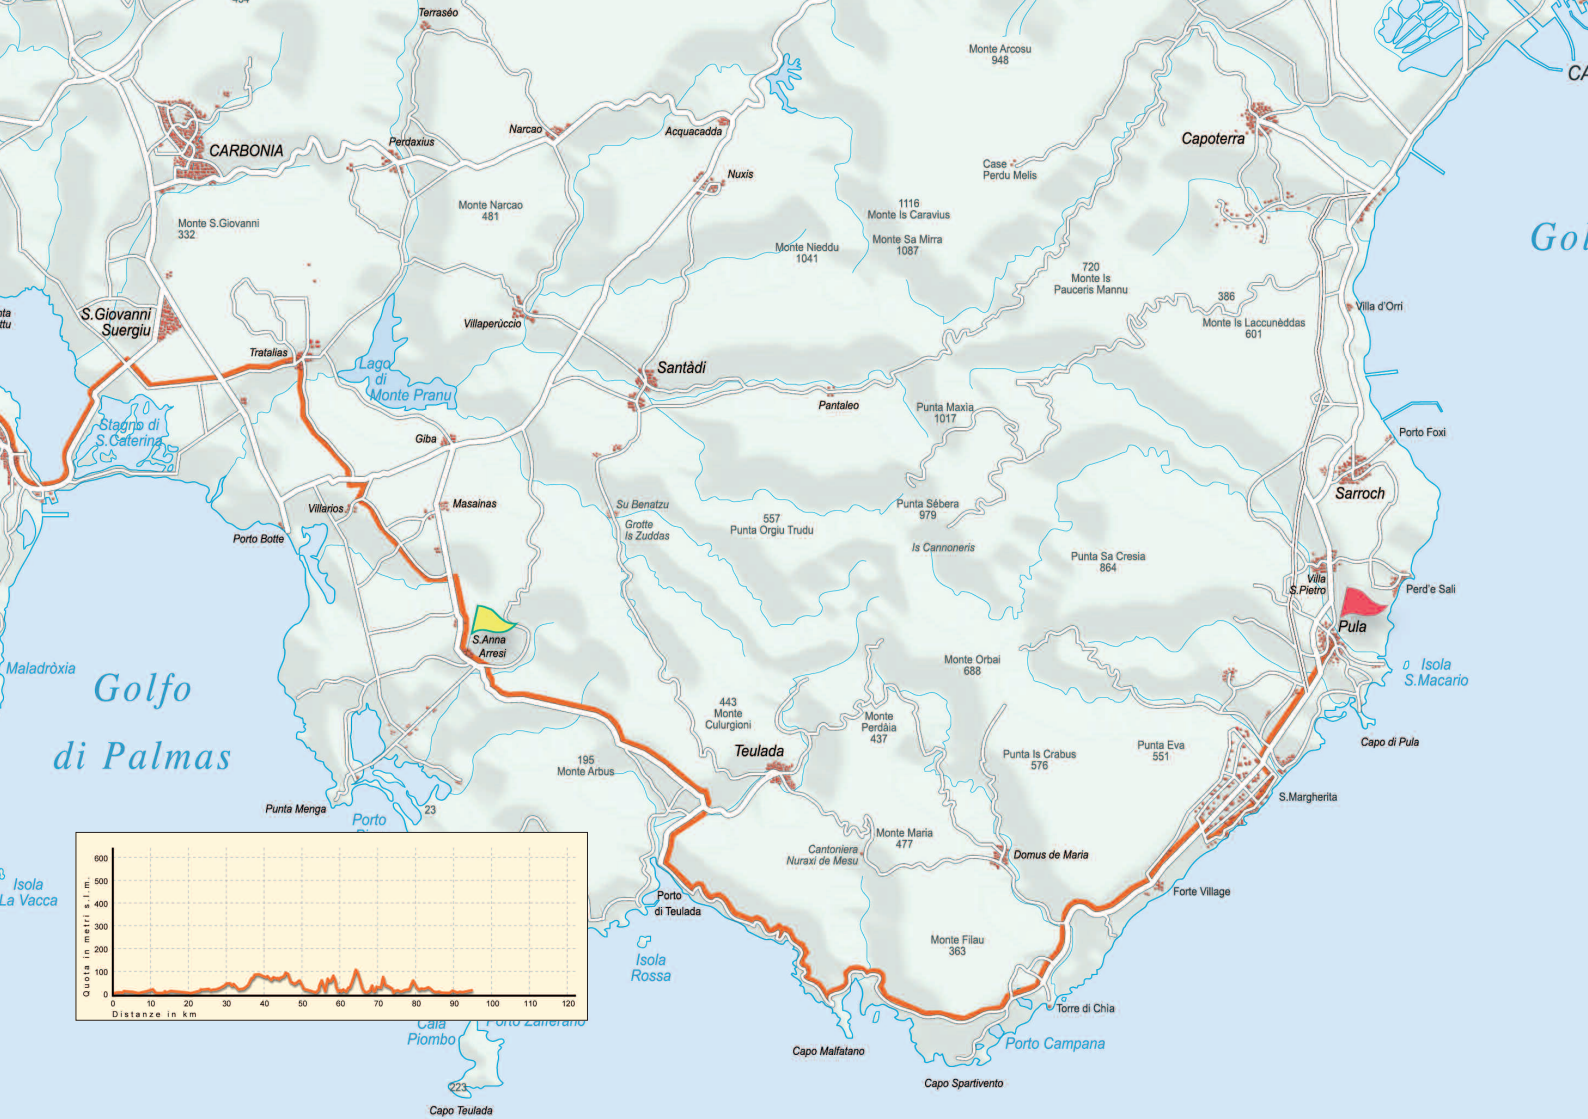 Terraséo
Monte Arcosu
948
CA
Narcao
Acquacadda
Capoterra
Perdaxius
CARBONIA
Case
Perdu Melis
Nuxis
Monte Narcao
481
1116
Monte Is Caravius
Monte S.Giovanni
332
Monte Sa Mirra
1087
Monte Nieddu
1041
Gol
720
Monte Is
Pauceris Mannu
386
Villa d'Orri
S.Giovanni
Suergiu
Villaperùccio
Monte Is Laccunèddas
601
Tratalias
Lago
di
Monte Pranu
Santàdi
Pantaleo
Punta Maxia
1017
Stagno di
S.Caterina
Giba
Porto Foxi
Sarroch
Villarios
Masainas
Su Benatzu
Grotte
Is Zuddas
557
Punta Orgiu Trudu
Punta Sébera
979
Porto Botte
Is Cannoneris
Punta Sa Cresia
864
Villa
S.Pietro
Perd'e Sali
Pula
S.Anna
Arresi
Maladròxia
Golfo
di Palmas
Monte Orbai
688
Isola
S.Macario
443
Monte
Culurgioni
Monte
Perdàia
437
Teulada
195
Monte Arbus
Punta Is Crabus
576
Punta Eva
551
Capo di Pula
Punta Menga
23
Porto
S.Margherita
Monte Maria
477
Cantoniera
Nuraxi de Mesu
Domus de Maria
Isola
La Vacca
Porto
di Teulada
Forte Village
Monte Filau
363
Isola
Rossa
Torre di Chìa
Porto Campana
Capo Malfatano
Capo Spartivento
Quota in metri s.l.m.
600
500
400
300
200
100
0
0 10 20 30 40 50 60 70 80 90 100 110 120
Distanze in km
Cala
Piombo
Porto Zafferano
223
Capo Teulada